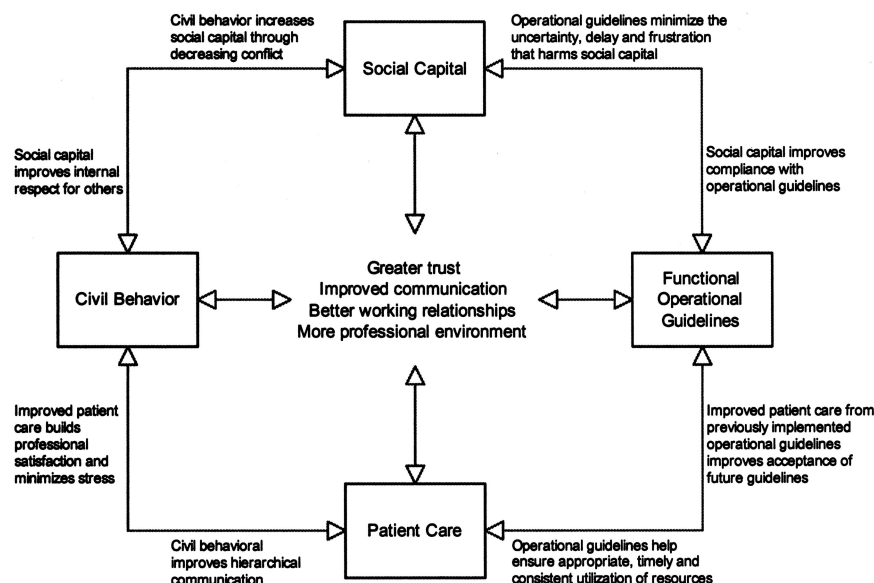 Civil behavior increases
social capital through
decreasing conflict
Operational guidelines minimize the
uncertainty, delay and frustration
that harms social capital
Social Capital
Social capital
improves internal
respect for others
Social capital improves
compliance with
operational guidelines
Civil Behavior
Greater trust
Improved communication
Better working relationships
More professional environment
Functional
Operational
Guidelines
Improved patient
care builds
professional
satisfaction and
minimizes stress
Improved patient care from
previously implemented
operational guidelines
improves acceptance of
future guidelines
Patient Care
Civil behavioral
improves hierarchical
communication
Operational guidelines help
ensure appropriate, timely and
consistent utilization of resources